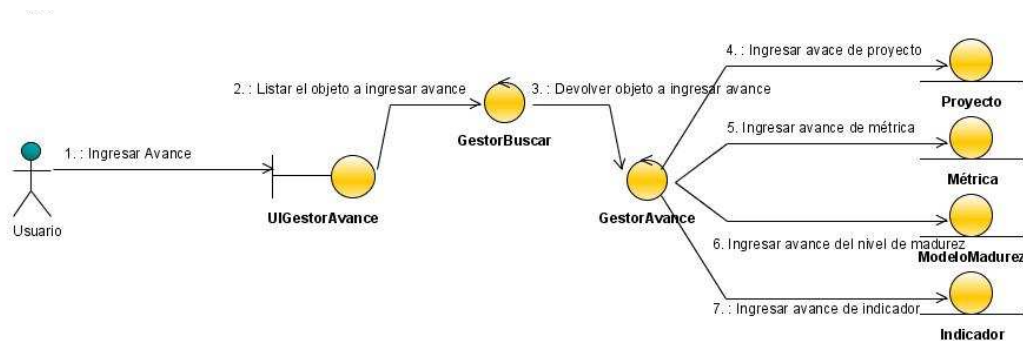 4. : Ingresar avace de proyecto
2. : Listar el objeto a ingresar avance
3. : Devolver objeto a ingresar avance
Proyecto
5. Ingresar avance de métrica
GestorBuscar
1. : Ingresar Avance
Métrica
UIGestorAvance
GestorAvance
Usuario
6. Ingresar avance del nivel de madurez
ModeloMadurez
7. : Ingresar avance de indicador
Indicador